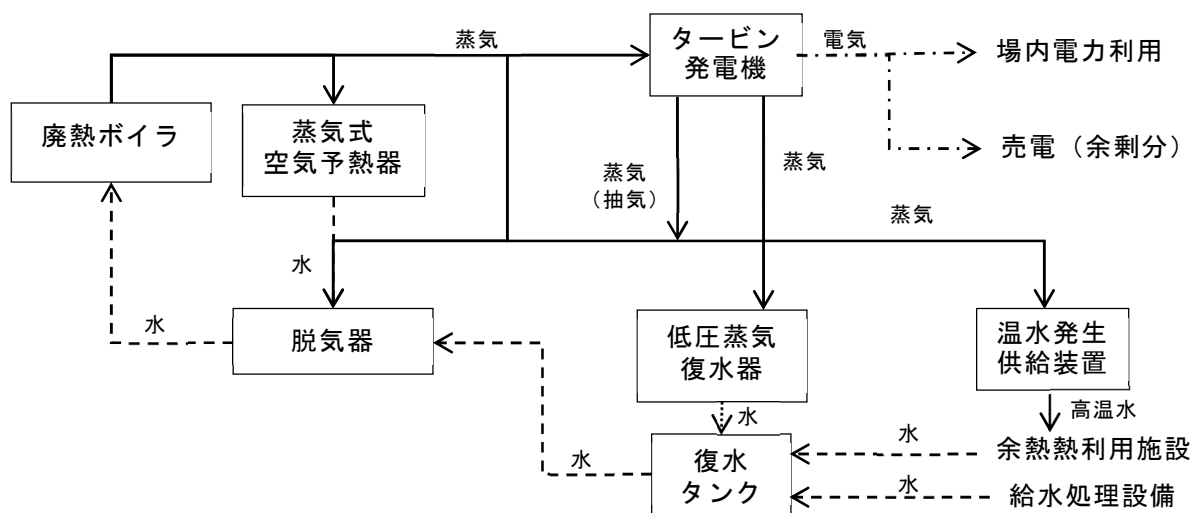 蒸気
タービン
発電機
電気
場内電力利用
廃熱ボイラ
蒸気式
空気予熱器
売電（余剰分）
蒸気
（抽気）
蒸気
蒸気
水
水
脱気器
低圧蒸気
復水器
温水発生
供給装置
水
高温水
水
余熱熱利用施設
水
復水
タンク
水
給水処理設備